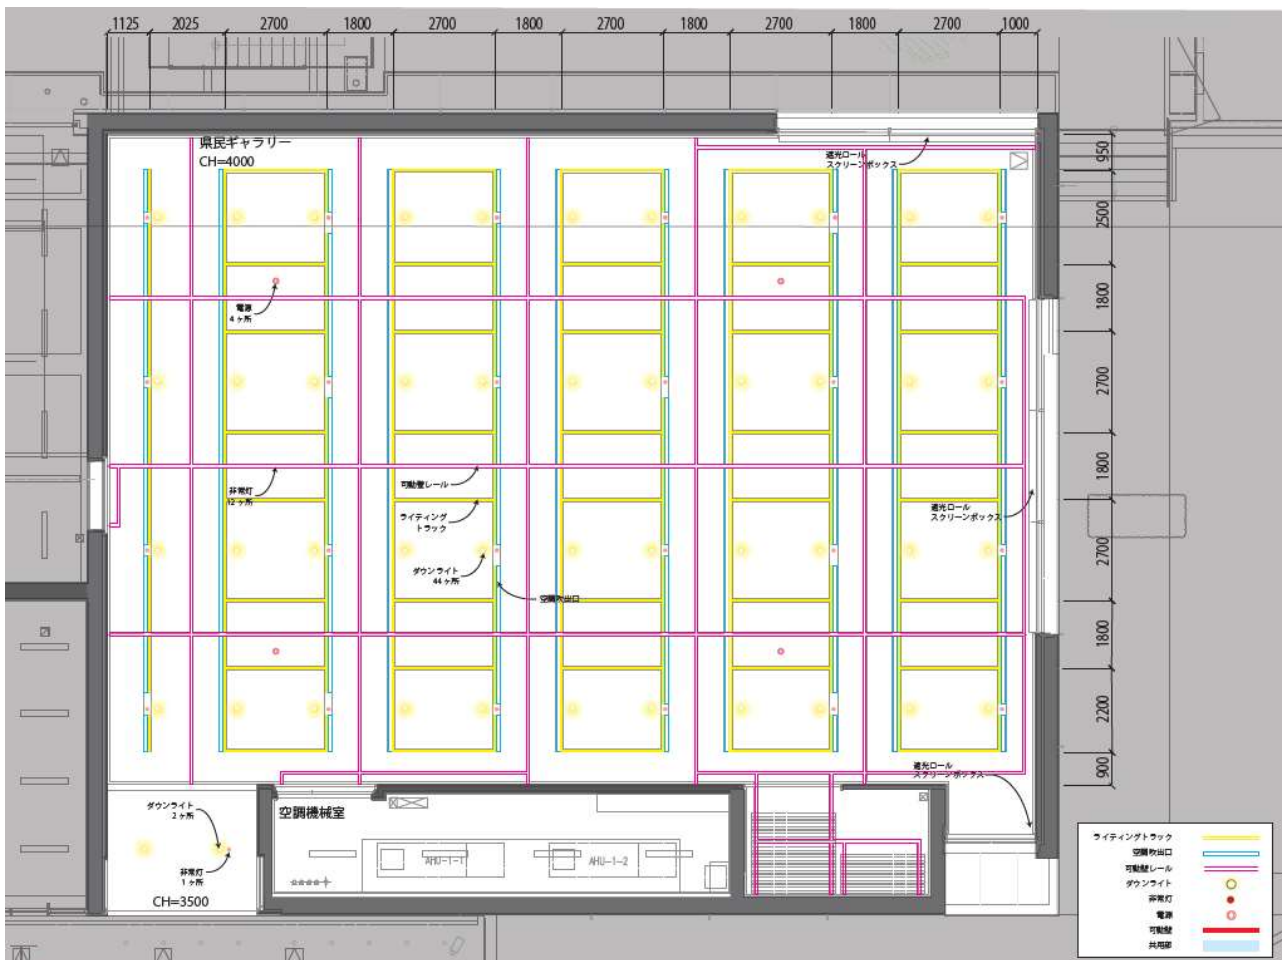 1125 2025 2700 1800 2700 1800 2700 1800 2700 1800 2700 1000
県民ギャラリー
CH=4000
遮光ロール
スクリーンボックス
950
2500
1800
2700
1800
2700
1800
2200
900
電源
4ヶ所
非常灯
12ヶ所
可動壁レール
ライティング
トラック
ダウンライト
44ヶ所
空調吹出口
遮光ロール
スクリーンボックス
遮光ロール
スクリーンボックス
ダウンライト
2ヶ所
非常灯
1ヶ所
CH=3500
空調機械室
AHU-1-1
AHU-1-2
ライティングトラック
空調吹出口
可動壁レール
ダウンライト
非常灯
電源
可動壁
共用部